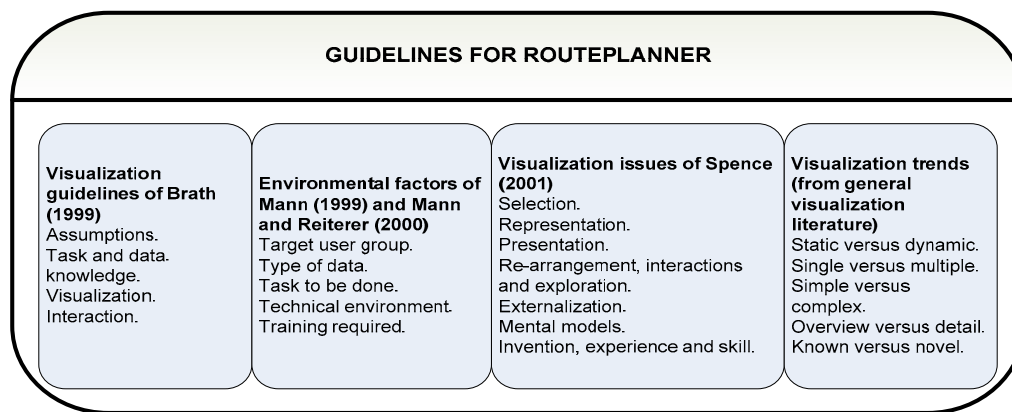 GUIDELINES FOR ROUTEPLANNER
Visualization
guidelines of Brath
(1999)
Assumptions.
Task and data.
knowledge.
Visualization.
Interaction.
Environmental factors of
Mann (1999) and Mann
and Reiterer (2000)
Target user group.
Type of data.
Task to be done.
Technical environment.
Training required.
Visualization issues of Spence
(2001)
Selection.
Representation.
Presentation.
Re-arrangement, interactions
and exploration.
Externalization.
Mental models.
Invention, experience and skill.
Visualization trends
(from general
visualization
literature)
Static versus dynamic.
Single versus multiple.
Simple versus
complex.
Overview versus detail.
Known versus novel.